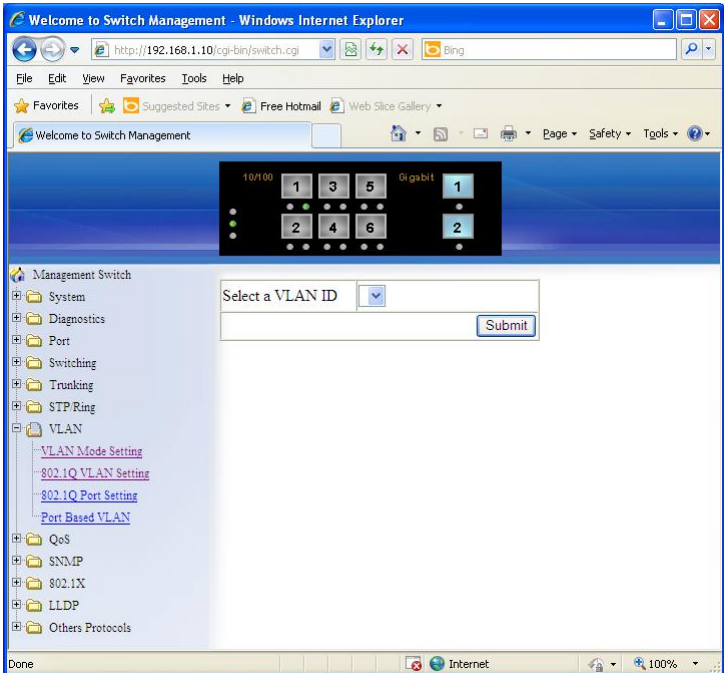 Welcome to Switch Management - Windows Internet Explorer
http://192.168.1.10/cgi-bin/switch.cgi Bing
File Edit View Favorites Tools Help
Favorites Suggested Sites Free Hotmail Web Slice Gallery
Welcome to Switch Management Page Safety Tools
10/100 1 3 5 Gigabit 1
2 4 6 2
Management Switch
System
Select a VLAN ID
Diagnostics
Submit
Port
Switching
Trunking
STP/Ring
VLAN
VLAN Mode Setting
802.1Q VLAN Setting
802.1Q Port Setting
Port Based VLAN
QoS
SNMP
802.1X
LLDP
Others Protocols
Done Internet 100%